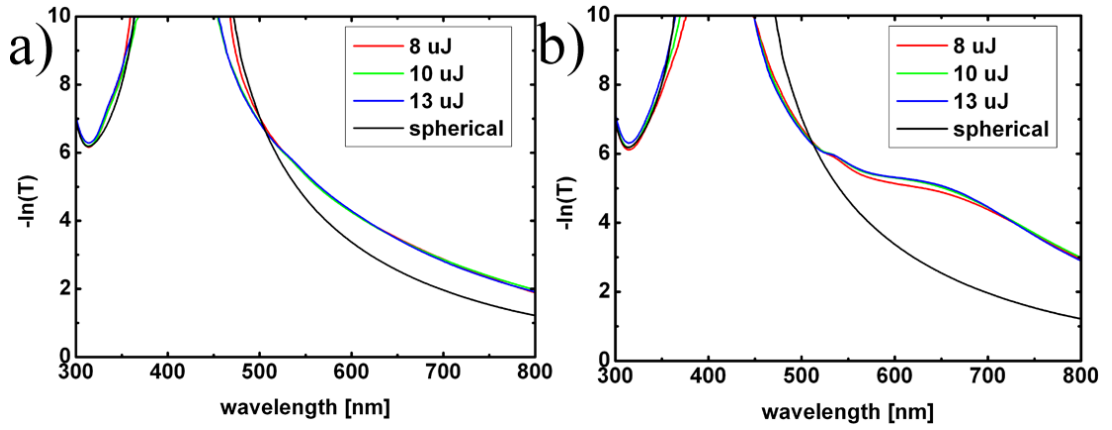 a)
10
8
6
4
2
0
-ln(T)
300 400 500 600 700 800
wavelength [nm]
8 uJ
10 uJ
13 uJ
spherical
b)
10
8
6
4
2
0
-ln(T)
300 400 500 600 700 800
wavelength [nm]
8 uJ
10 uJ
13 uJ
spherical